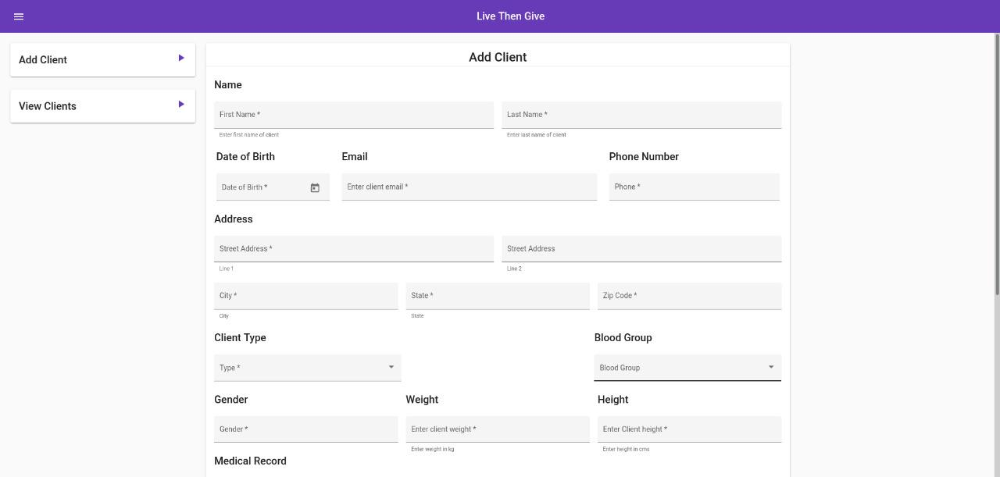 Live Then Give
Add Client
View Clients
Add Client
Name
First Name *
Last Name *
Enter first name of client
Enter last name of client
Date of Birth
Email
Phone Number
Date of Birth *
Enter client email *
Phone *
Address
Street Address *
Street Address
Line 1
Line 2
City *
State *
Zip Code *
City
State
Client Type
Blood Group
Type *
Blood Group
Gender
Weight
Height
Gender *
Enter client weight *
Enter Client height *
Enter weight in kg
Enter height in cms
Medical Record